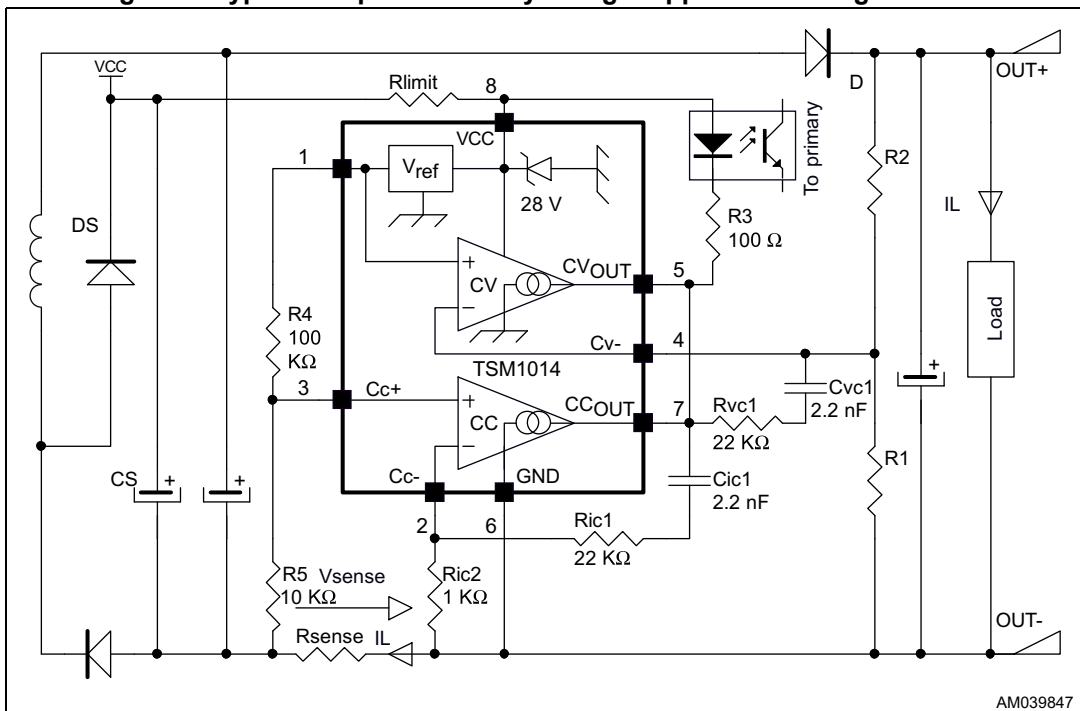 VCC
Rlimit
8
VCC
1
Vref
28 V
To primary
R3
100 Ω
D
OUT+
R2
IL
Load
DS
+
CV
−
CVOUT
5
R4
100
KΩ
Cv-
4
TSM1014
3
Cc+
+
CC
−
CCOUT
7
Rvc1
22 KΩ
Cvc1
2.2 nF
+
CS
+
+
Cc-
GND
2
6
Cic1
2.2 nF
Ric1
22 KΩ
R1
R5
10 KΩ
Vsense
Ric2
1 KΩ
Rsense
IL
OUT-
AM039847